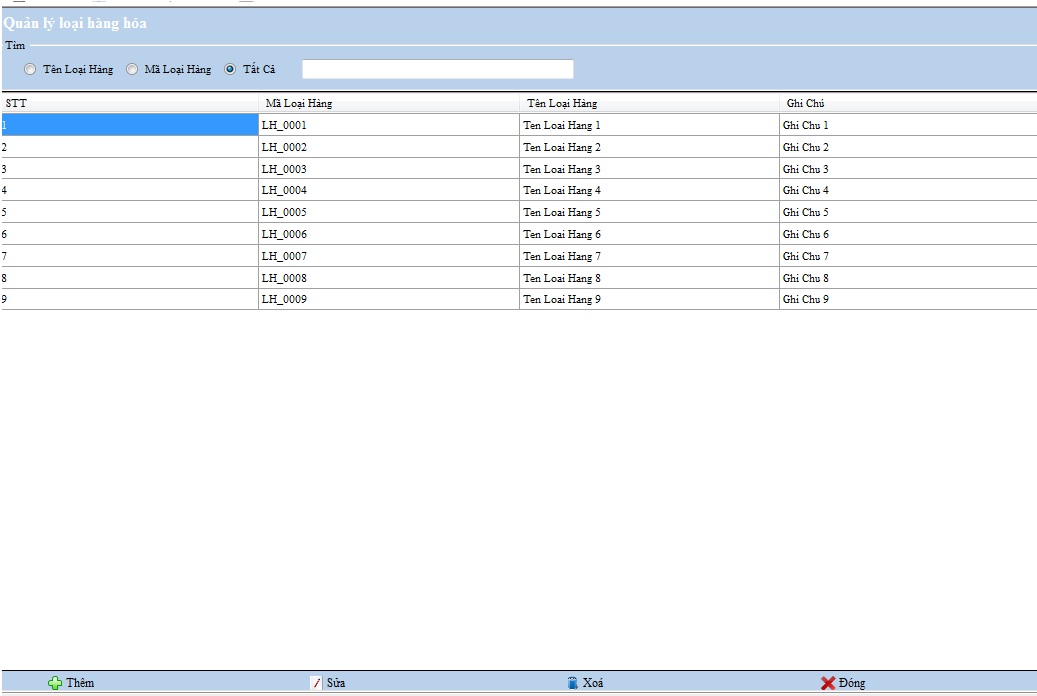 Quản lý loại hàng hóa
Tìm
Tên Loại Hàng Mã Loại Hàng Tất Cả
STT Mã Loại Hàng Tên Loại Hàng Ghi Chú
1 LH_0001 Ten Loai Hang 1 Ghi Chu 1
2 LH_0002 Ten Loai Hang 2 Ghi Chu 2
3 LH_0003 Ten Loai Hang 3 Ghi Chu 3
4 LH_0004 Ten Loai Hang 4 Ghi Chu 4
5 LH_0005 Ten Loai Hang 5 Ghi Chu 5
6 LH_0006 Ten Loai Hang 6 Ghi Chu 6
7 LH_0007 Ten Loai Hang 7 Ghi Chu 7
8 LH_0008 Ten Loai Hang 8 Ghi Chu 8
9 LH_0009 Ten Loai Hang 9 Ghi Chu 9
Thêm Sửa Xoá Đóng